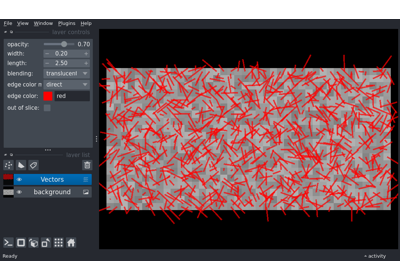 File View Window Plugins Help
layer controls
opacity: 0.70
width: 0.20
length: 2.50
blending: translucent
edge color m direct
edge color: red
out of slice:
layer list
Vectors
background
Ready
activity